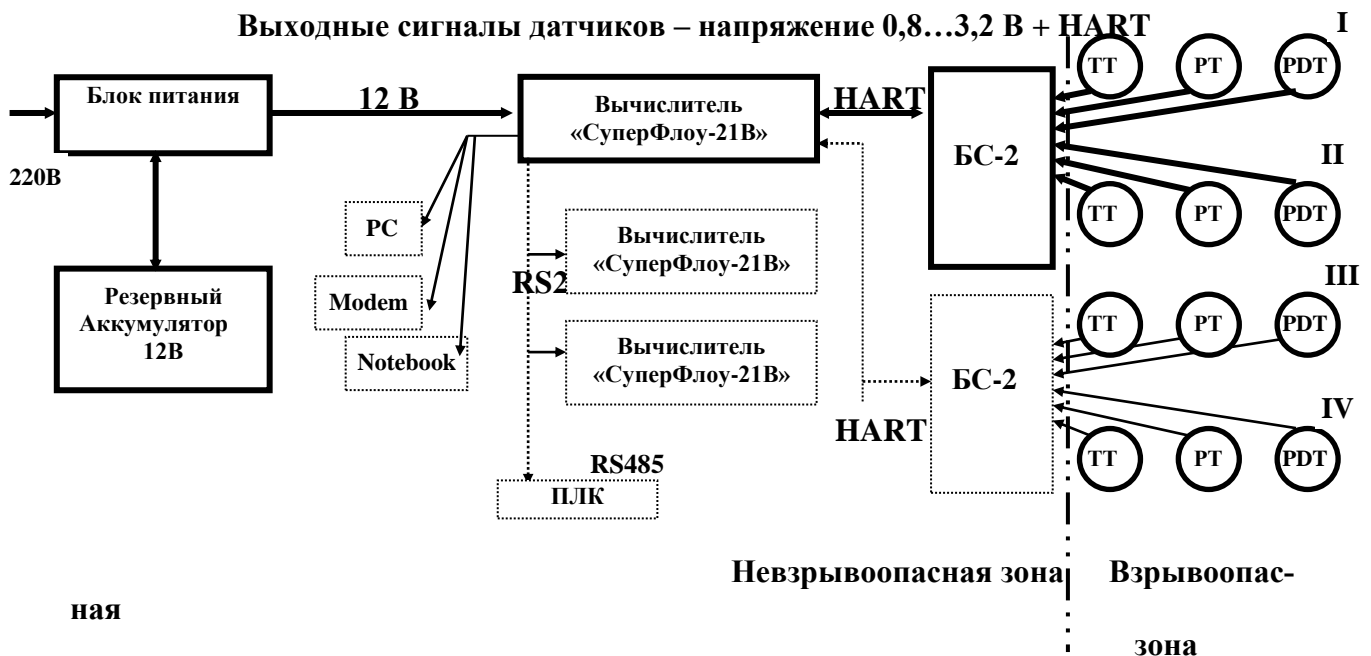 Выходные сигналы датчиков – напряжение 0,8…3,2 В + HART
I
Блок питания
12 В
Вычислитель
«СуперФлоу-21В»
HART
БС-2
TT
PT
PDT
220В
II
TT
PT
PDT
PC
Вычислитель
«СуперФлоу-21В»
RS2
Резервный
Аккумулятор
12В
Modem
III
TT
PT
PDT
Notebook
Вычислитель
«СуперФлоу-21В»
БС-2
HART
IV
TT
PT
PDT
RS485
ПЛК
Невзрывоопасная зона
Взрывоопас-
ная
зона